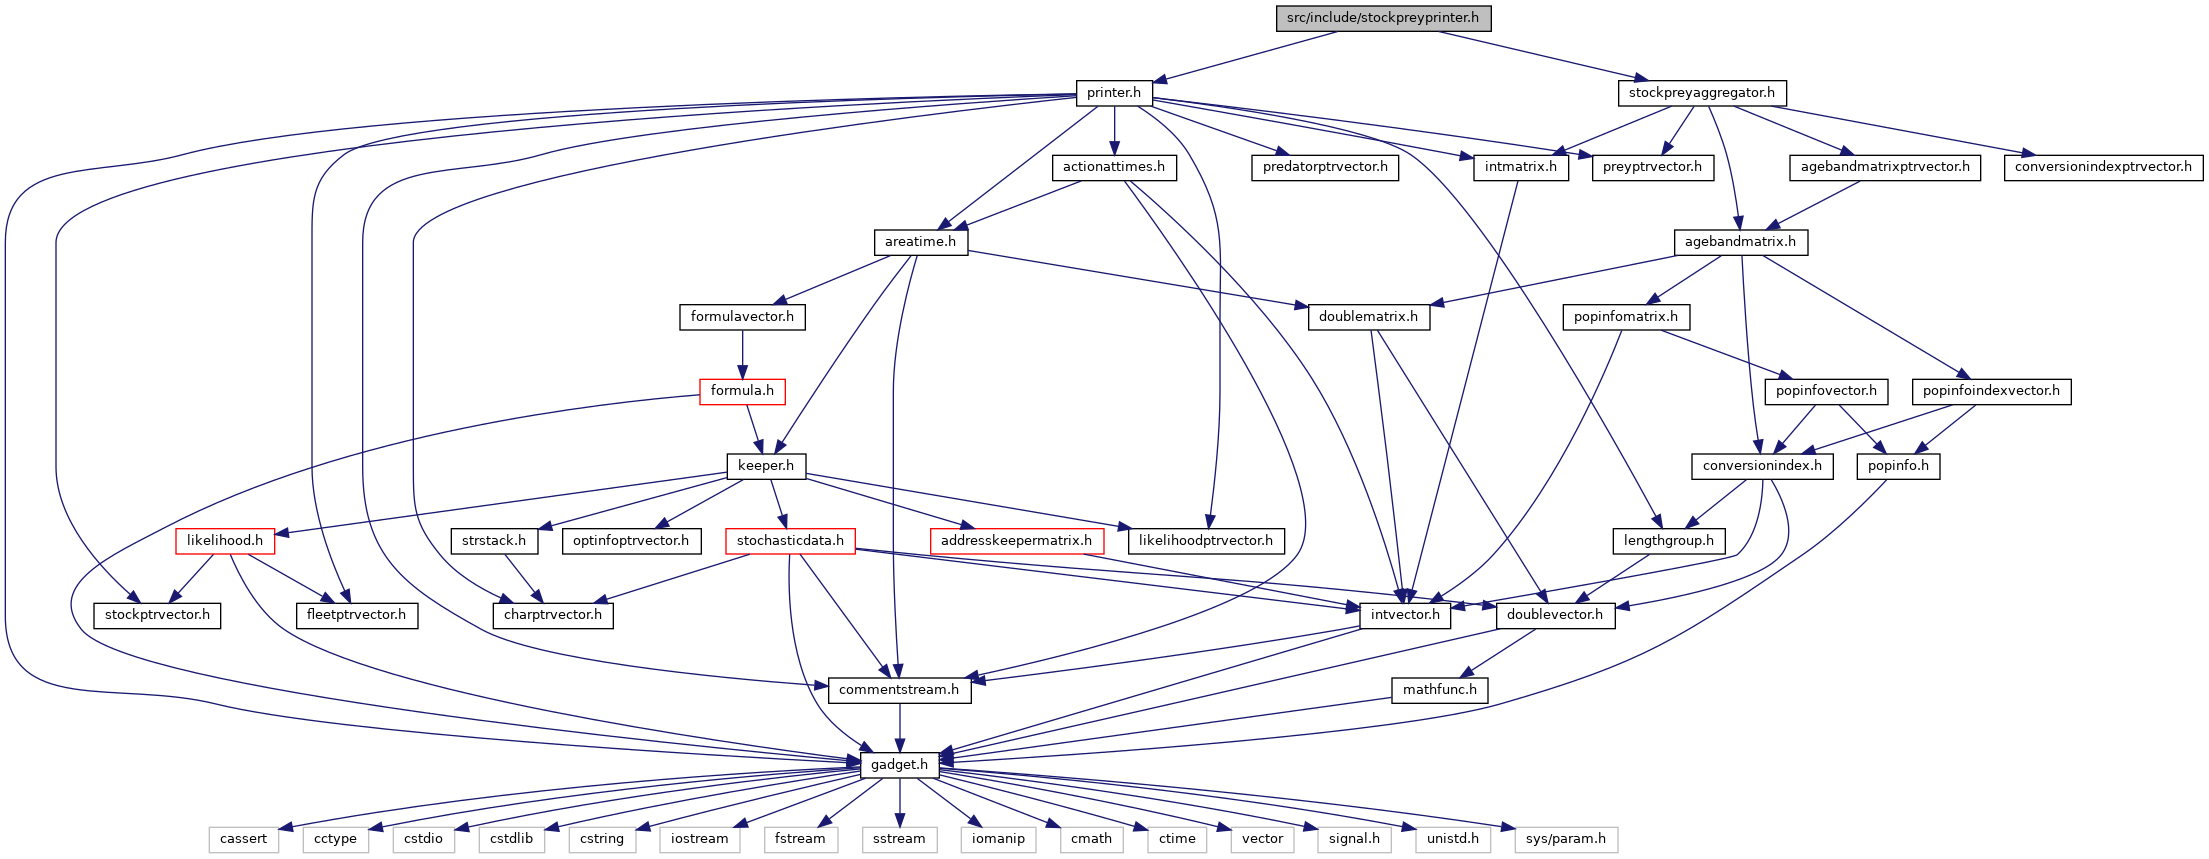 src/include/stockpreyprinter.h
printer.h
stockpreyaggregator.h
actionattimes.h
predatorptrvector.h
intmatrix.h
preyptrvector.h
agebandmatrixptrvector.h
conversionindexptrvector.h
areatime.h
agebandmatrix.h
formulavector.h
doublematrix.h
popinfomatrix.h
formula.h
popinfovector.h
popinfoindexvector.h
keeper.h
conversionindex.h
popinfo.h
likelihood.h
strstack.h
optinfoptrvector.h
stochasticdata.h
addresskeepermatrix.h
likelihoodptrvector.h
lengthgroup.h
stockptrvector.h
fleetptrvector.h
charptrvector.h
intvector.h
doublevector.h
commentstream.h
mathfunc.h
gadget.h
cassert
cctype
cstdio
cstdlib
cstring
iostream
fstream
sstream
iomanip
cmath
ctime
vector
signal.h
unistd.h
sys/param.h